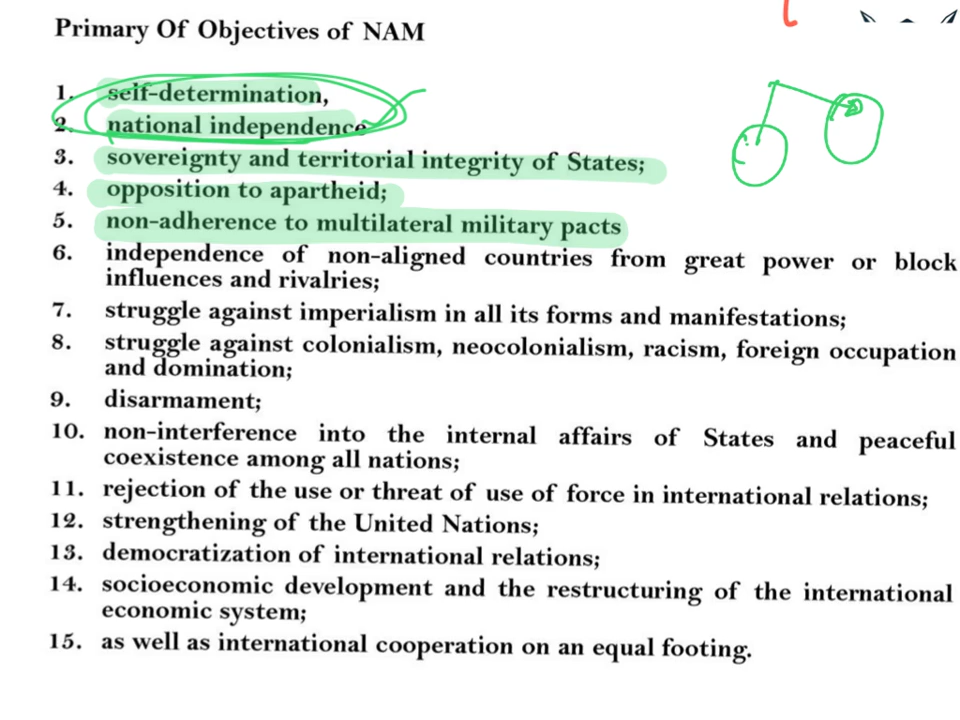 Primary Of Objectives of NAM
1. self-determination,
2. national independence
3. sovereignty and territorial integrity of States;
4. opposition to apartheid;
5. non-adherence to multilateral military pacts
6. independence of non-aligned countries from great power or block
influences and rivalries;
7. struggle against imperialism in all its forms and manifestations;
8. struggle against colonialism, neocolonialism, racism, foreign occupation
and domination;
9. disarmament;
10. non-interference into the internal affairs of States and peaceful
coexistence among all nations;
11. rejection of the use or threat of use of force in international relations;
12. strengthening of the United Nations;
13. democratization of international relations;
14. socioeconomic development and the restructuring of the international
economic system;
15. as well as international cooperation on an equal footing.